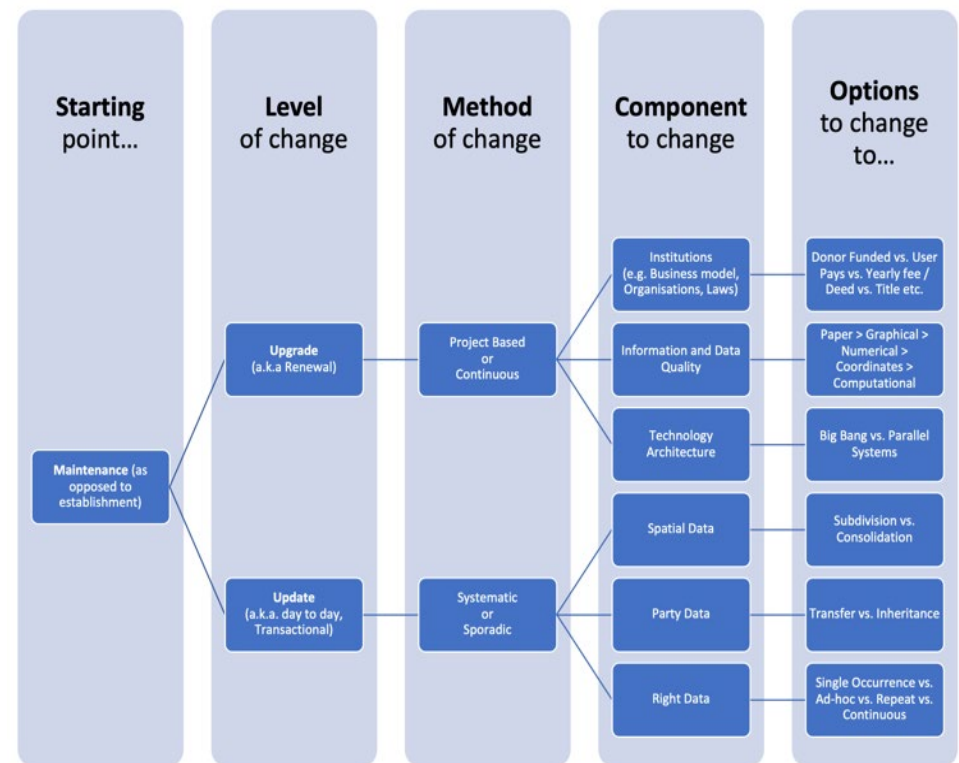 Starting
point...
Level
of change
Method
of change
Component
to change
Options
to change
to...
Maintenance (as
opposed to
establishment)
Upgrade
(a.k.a Renewal)
Update
(a.k.a. day to day,
Transactional)
Project Based
or
Continuous
Systematic
or
Sporadic
Institutions
(e.g. Business model,
Organisations, Laws)
Information and Data
Quality
Technology
Architecture
Spatial Data
Party Data
Right Data
Donor Funded vs. User
Pays vs. Yearly fee /
Deed vs. Title etc.
Paper > Graphical >
Numerical >
Coordinates >
Computational
Big Bang vs. Parallel
Systems
Subdivision vs.
Consolidation
Transfer vs. Inheritance
Single Occurrence vs.
Ad-hoc vs. Repeat vs.
Continuous